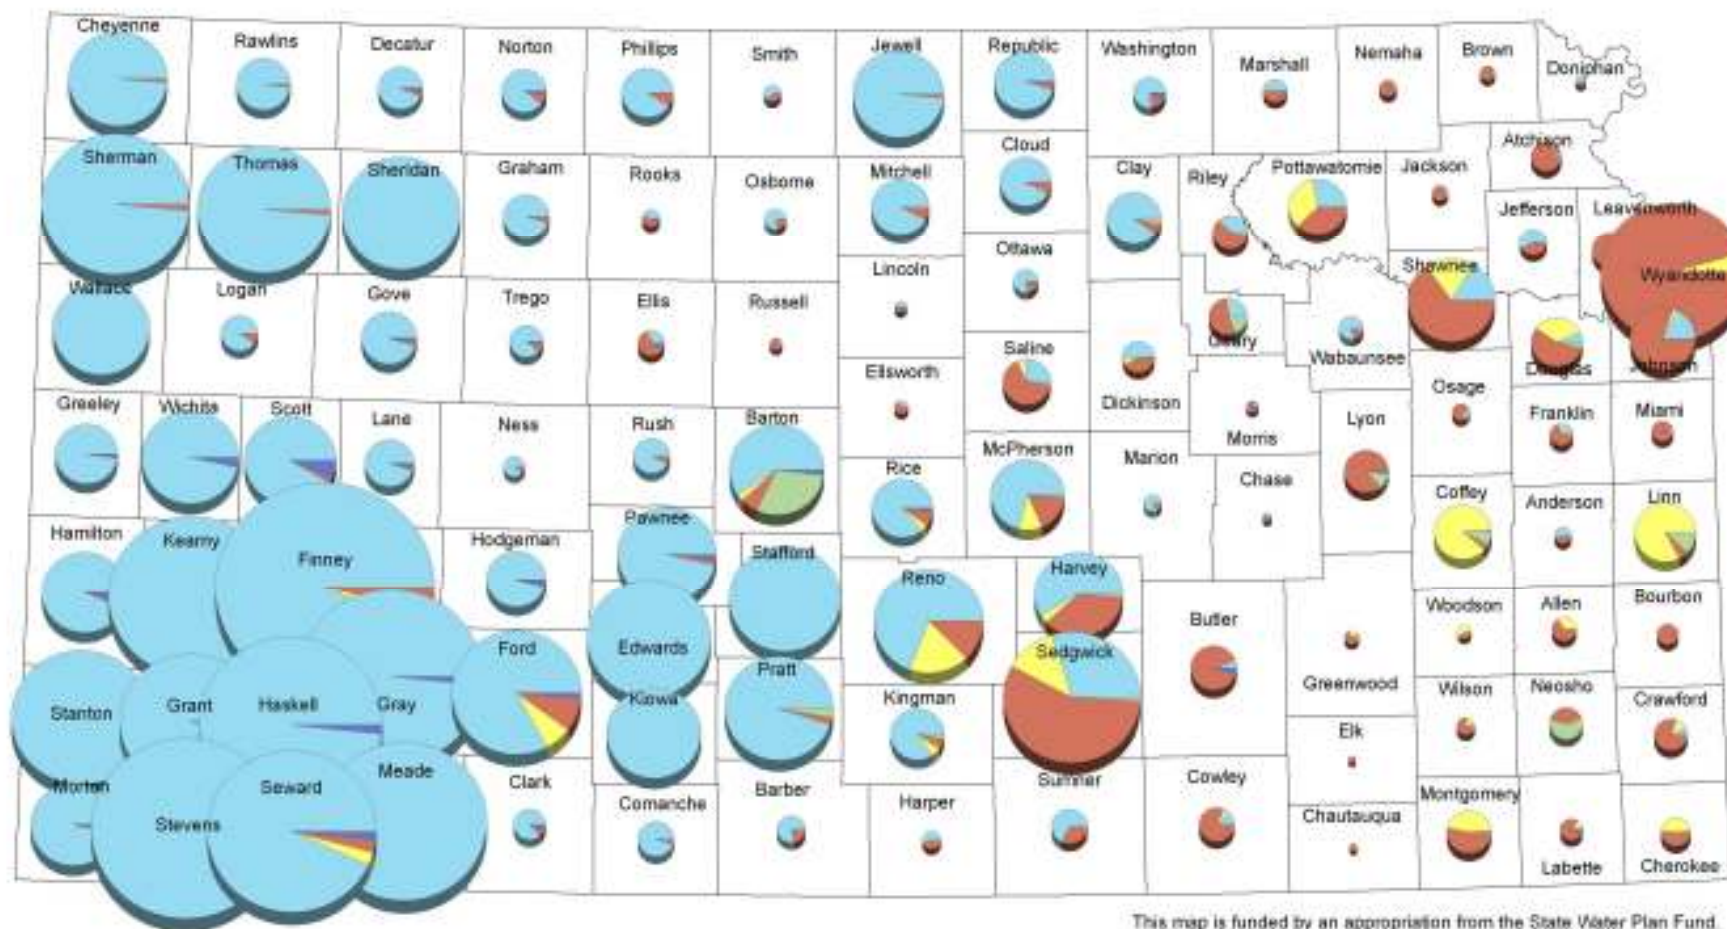 Cheyenne
Rawlins
Decatur
Norton
Phillips
Smith
Jewell
Republic
Washington
Marshall
Nemaha
Brown
Doniphan
Sherman
Thomas
Sheridan
Graham
Rooks
Osborne
Mitchell
Cloud
Clay
Riley
Pottawatomie
Jackson
Atchison
Jefferson
Leavenworth
Wyandotte
Wallace
Logan
Gove
Trego
Ellis
Russell
Lincoln
Ottawa
Saline
Ellsworth
Dickinson
Geary
Wabaunsee
Shawnee
Douglas
Johnson
Greeley
Wichita
Scott
Lane
Ness
Rush
Barton
Rice
McPherson
Marion
Morris
Chase
Lyon
Osage
Franklin
Miami
Coffey
Anderson
Linn
Hamilton
Kearny
Finney
Hodgeman
Pawnee
Stafford
Edwards
Reno
Harvey
Sedgwick
Butler
Greenwood
Woodson
Allen
Bourbon
Stanton
Grant
Haskell
Gray
Ford
Kiowa
Pratt
Kingman
Elk
Wilson
Neosho
Crawford
Morton
Stevens
Seward
Meade
Clark
Comanche
Barber
Harper
Sumner
Cowley
Chautauqua
Montgomery
Labette
Cherokee
This map is funded by an appropriation from the State Water Plan Fund.